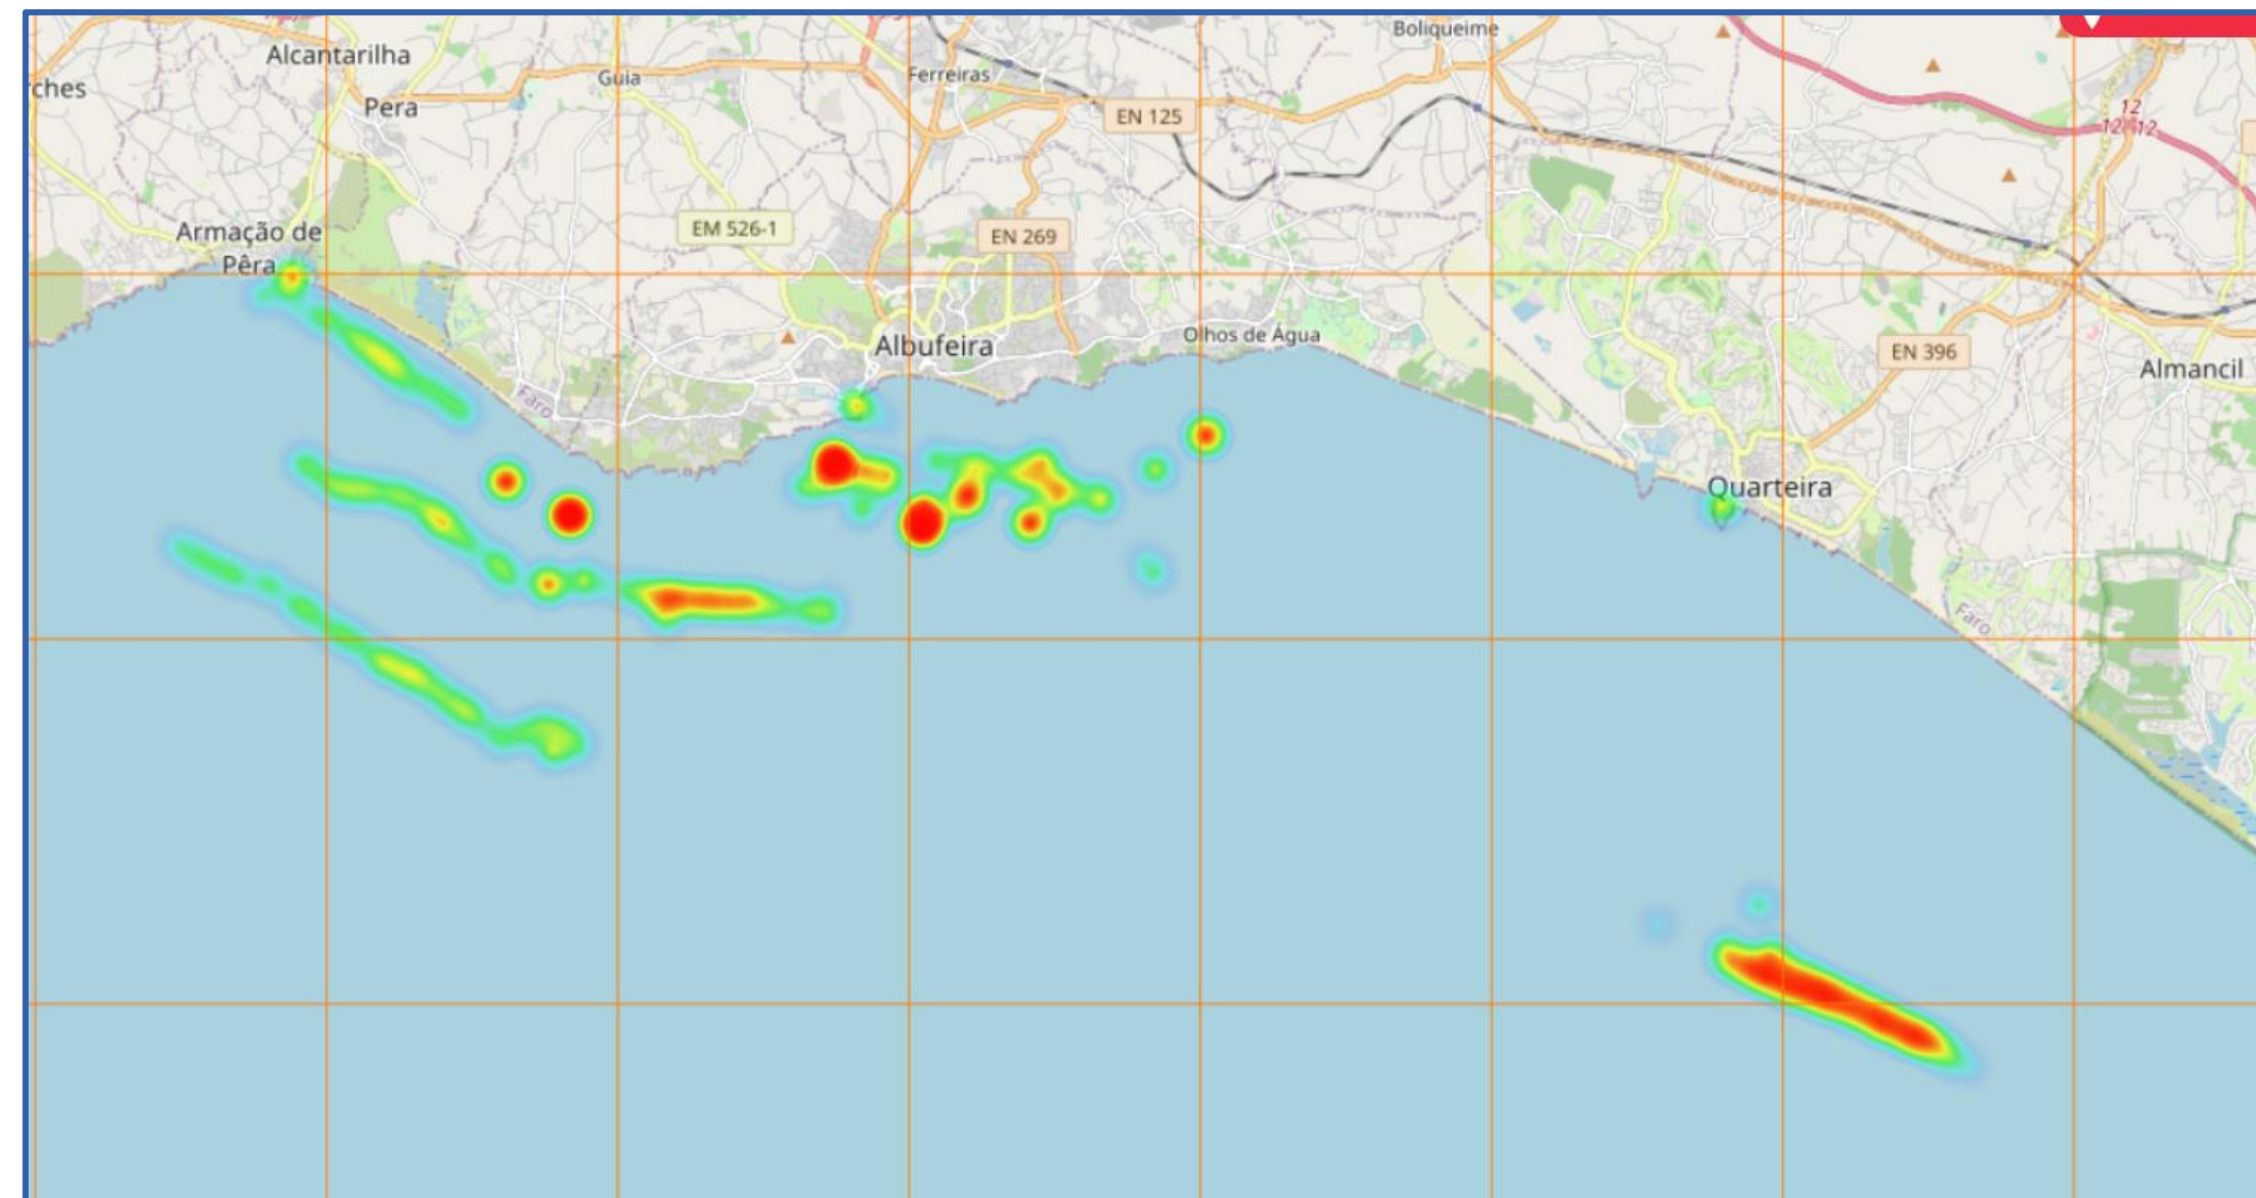 Boliqueime
Alcantarilha
Guia
Ferreiras
rches
Pera
EN 125
12
12 12
Armação de
Pêra
EM 526-1
EN 269
Albufeira
Olhos de Água
EN 396
Almancil
Faro
Quarteira
Faro